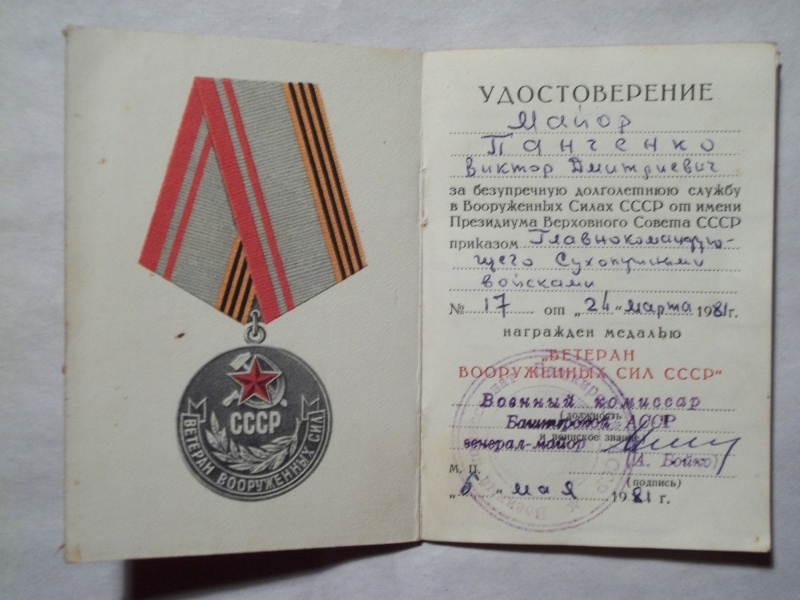 СССР
ВЕТЕРАН ВООРУЖЕННЫХ СИЛ
УДОСТОВЕРЕНИЕ
Майор
Панченко
Виктор Дмитриевич
за безупречную долголетнюю службу
в Вооруженных Силах СССР от имени
Президиума Верховного Совета СССР
приказом Главнокомандую-
щего Сухопутными
войсками
№ 17 от „24" марта 1981г.
награжден медалью
„ВЕТЕРАН
ВООРУЖЕННЫХ СИЛ СССР“
Военный комиссар
(должность
Башкирской АССР
и воинское звание)
генерал-майор
(А. Бойко)
М. П. (подпись)
„6" мая 1981 г.